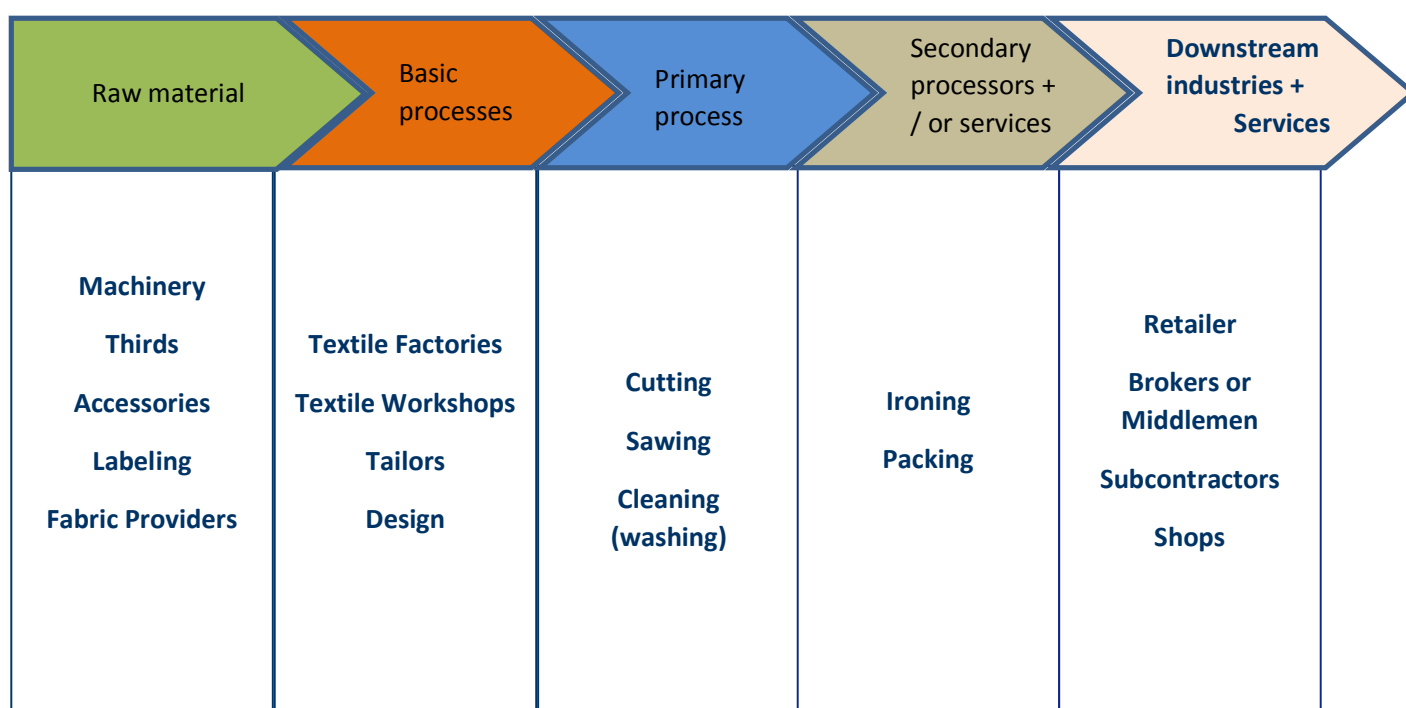 Raw material
Basic
processes
Primary
process
Secondary
processors +
/ or services
Downstream
industries +
Services
Machinery
Thirds
Accessories
Labeling
Fabric Providers
Textile Factories
Textile Workshops
Tailors
Design
Cutting
Sawing
Cleaning
(washing)
Ironing
Packing
Retailer
Brokers or
Middlemen
Subcontractors
Shops